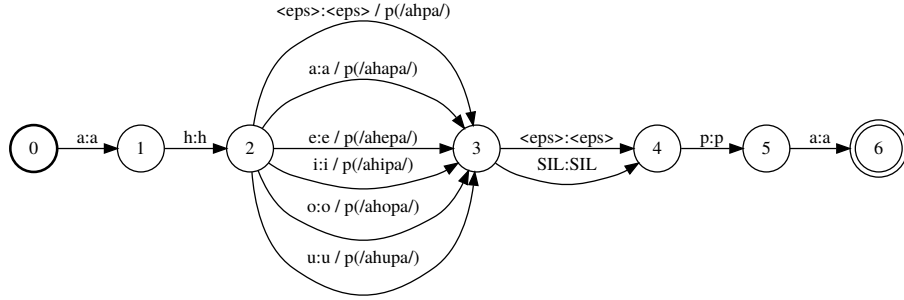 <eps>:<eps> / p(/ahpa/)
a:a / p(/ahapa/)
0 a:a 1 h:h 2 e:e / p(/ahepa/) 3 <eps>:<eps> 4 p:p 5 a:a 6
i:i / p(/ahipa/) SIL:SIL
o:o / p(/ahopa/)
u:u / p(/ahupa/)